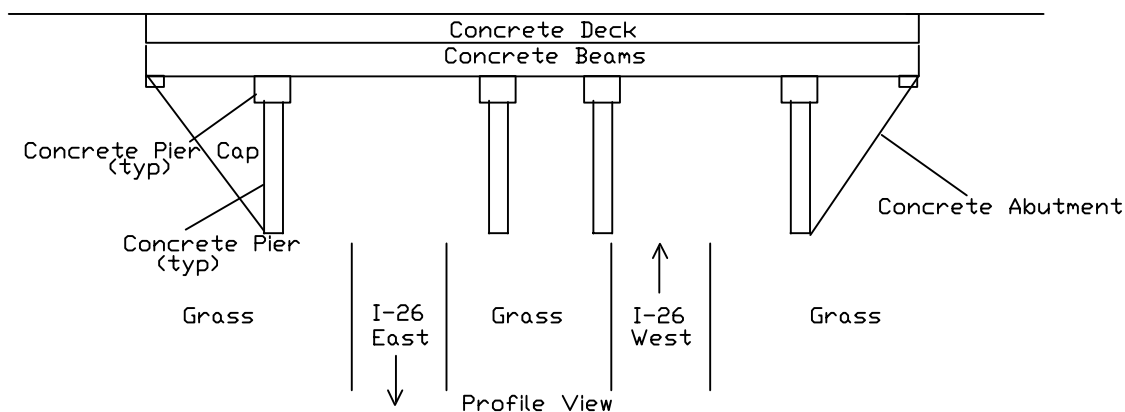 Concrete Deck
Concrete Beams
Concrete Pier Cap
(typ)
Concrete Abutment
Concrete Pier
(typ)
Grass
I-26
East
Grass
I-26
West
Grass
Profile View